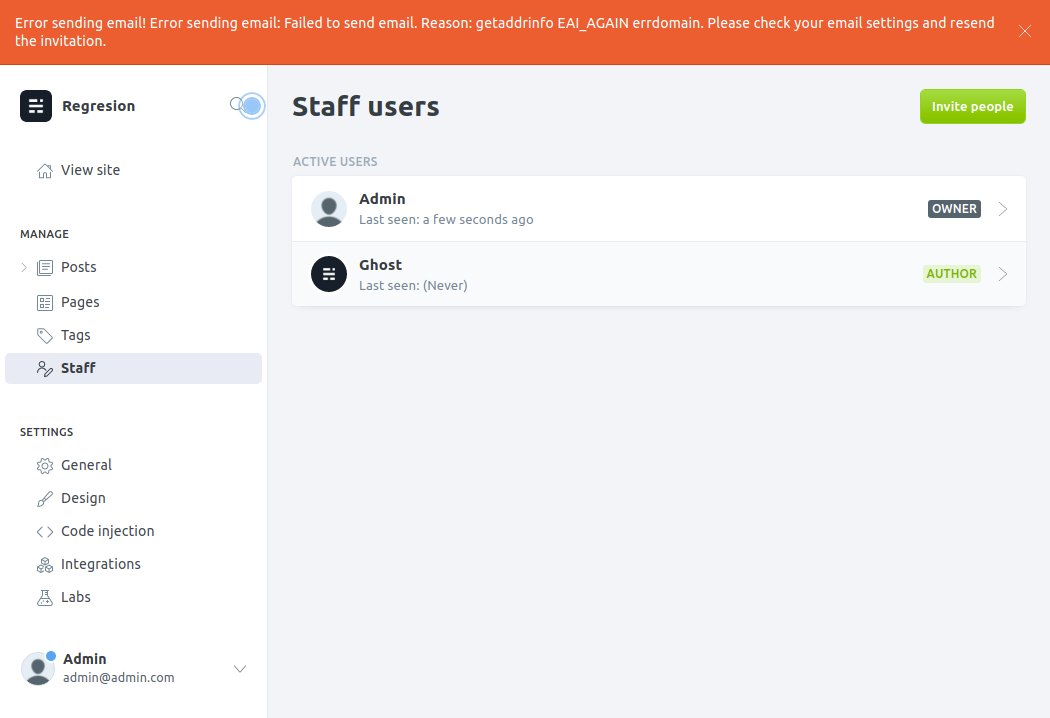 Error sending email! Error sending email: Failed to send email. Reason: getaddrinfo EAI_AGAIN errdomain. Please check your email settings and resend
the invitation.
Regresion
Staff users
Invite people
View site
ACTIVE USERS
Admin
Last seen: a few seconds ago
OWNER
MANAGE
Posts
Ghost
Last seen: (Never)
AUTHOR
Pages
Tags
Staff
SETTINGS
General
Design
Code injection
Integrations
Labs
Admin
admin@admin.com